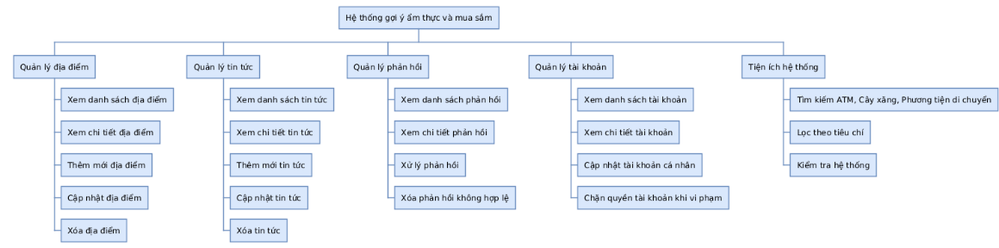 Hệ thống gợi ý ẩm thực và mua sắm
Quản lý địa điểm
Xem danh sách địa điểm
Xem chi tiết địa điểm
Thêm mới địa điểm
Cập nhật địa điểm
Xóa địa điểm
Quản lý tin tức
Xem danh sách tin tức
Xem chi tiết tin tức
Thêm mới tin tức
Cập nhật tin tức
Xóa tin tức
Quản lý phản hồi
Xem danh sách phản hồi
Xem chi tiết phản hồi
Xử lý phản hồi
Xóa phản hồi không hợp lệ
Quản lý tài khoản
Xem danh sách tài khoản
Xem chi tiết tài khoản
Cập nhật tài khoản cá nhân
Chặn quyền tài khoản khi vi phạm
Tiện ích hệ thống
Tìm kiếm ATM, Cây xăng, Phương tiện di chuyển
Lọc theo tiêu chí
Kiểm tra hệ thống